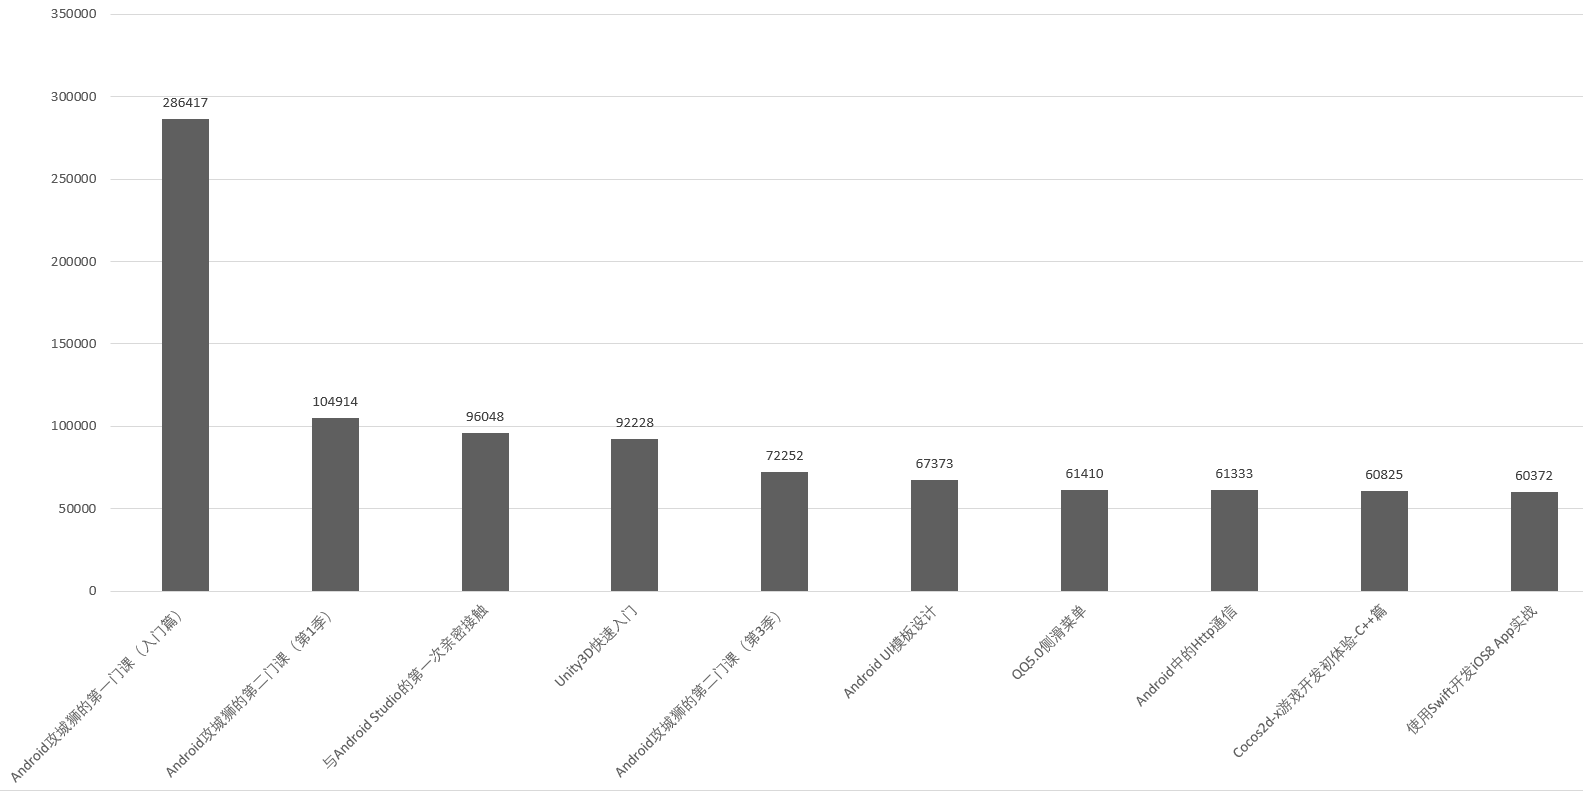 350000
300000
250000
200000
150000
100000
50000
0
286417
104914
96048
92228
72252
67373
61410
61333
60825
60372
Android攻城狮的第一门课（入门篇）
Android攻城狮的第二门课（第1季）
与Android Studio的第一次亲密接触
Unity3D快速入门
Android攻城狮的第二门课（第3季）
Android UI模板设计
QQ5.0侧滑菜单
Android中的Http通信
Cocos2d-x游戏开发初体验-C++篇
使用Swift开发iOS8 App实战